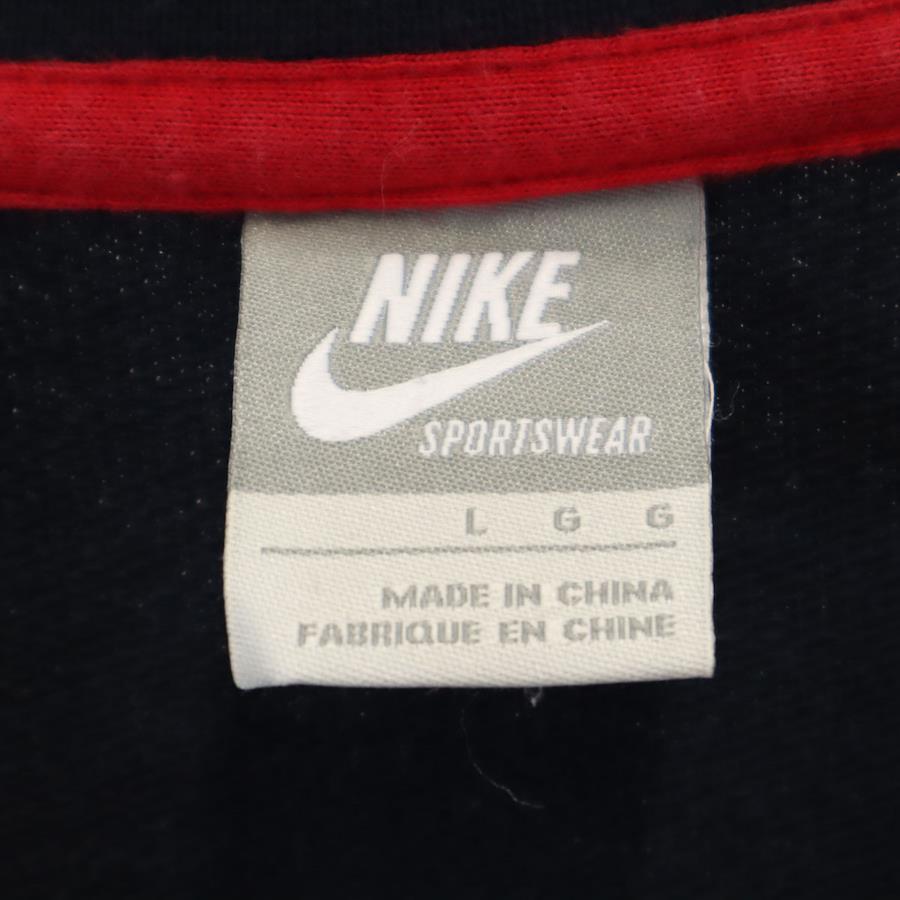 NIKE
SPORTSWEAR
L G G
MADE IN CHINA
FABRIQUE EN CHINE